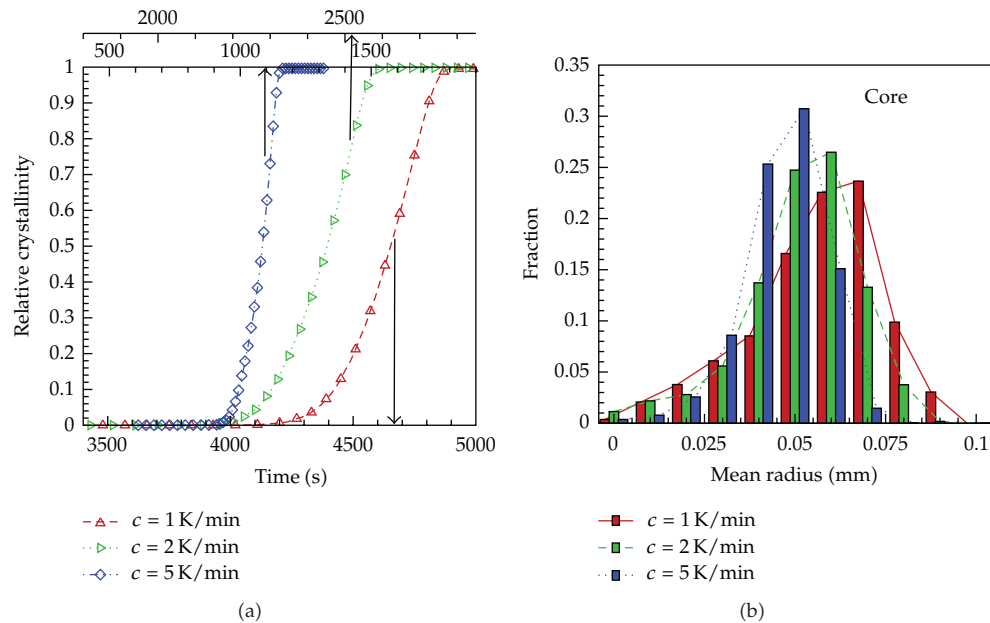 2000 2500
500 1000 1500
1
0.9
0.8
0.7
0.6
0.5
0.4
0.3
0.2
0.1
0
Relative crystallinity
3500 4000 4500 5000
Time (s)
c = 1 K/min
c = 2 K/min
c = 5 K/min
(a)
Core
0.35
0.3
0.25
0.2
0.15
0.1
0.05
0
Fraction
0 0.025 0.05 0.075 0.1
Mean radius (mm)
c = 1 K/min
c = 2 K/min
c = 5 K/min
(b)